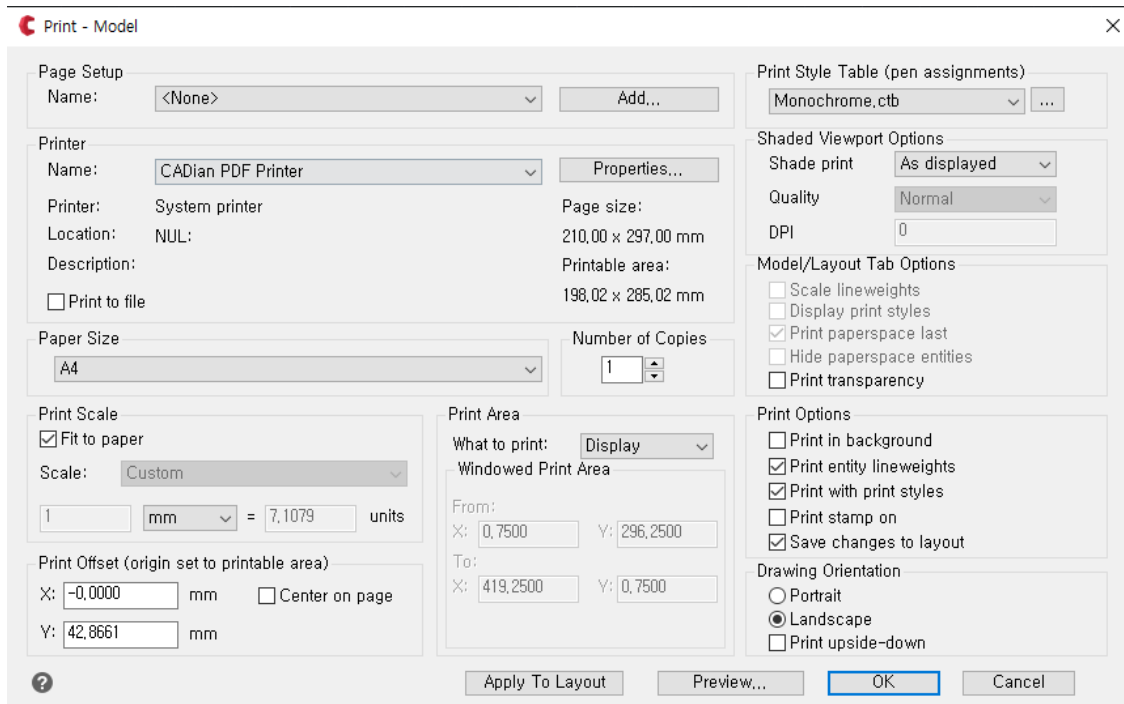 Print - Model
Page Setup
Name: <None> Add...
Printer
Name: CADian PDF Printer Properties...
Printer: System printer Page size:
Location: NUL: 210,00 x 297,00 mm
Description: Printable area:
Print to file 198,02 x 285,02 mm
Paper Size
A4
Number of Copies
1
Print Scale
Fit to paper
Scale: Custom
1 mm = 7,1079 units
Print Offset (origin set to printable area)
X: -0,0000 mm Center on page
Y: 42,8661 mm
Print Area
What to print: Display
Windowed Print Area
From:
X: 0,7500 Y: 296,2500
To:
X: 419,2500 Y: 0,7500
Print Style Table (pen assignments)
Monochrome,ctb ...
Shaded Viewport Options
Shade print As displayed
Quality Normal
DPI 0
Model/Layout Tab Options
Scale lineweights
Display print styles
Print paperspace last
Hide paperspace entities
Print transparency
Print Options
Print in background
Print entity lineweights
Print with print styles
Print stamp on
Save changes to layout
Drawing Orientation
Portrait
Landscape
Print upside-down
? Apply To Layout Preview,,, OK Cancel